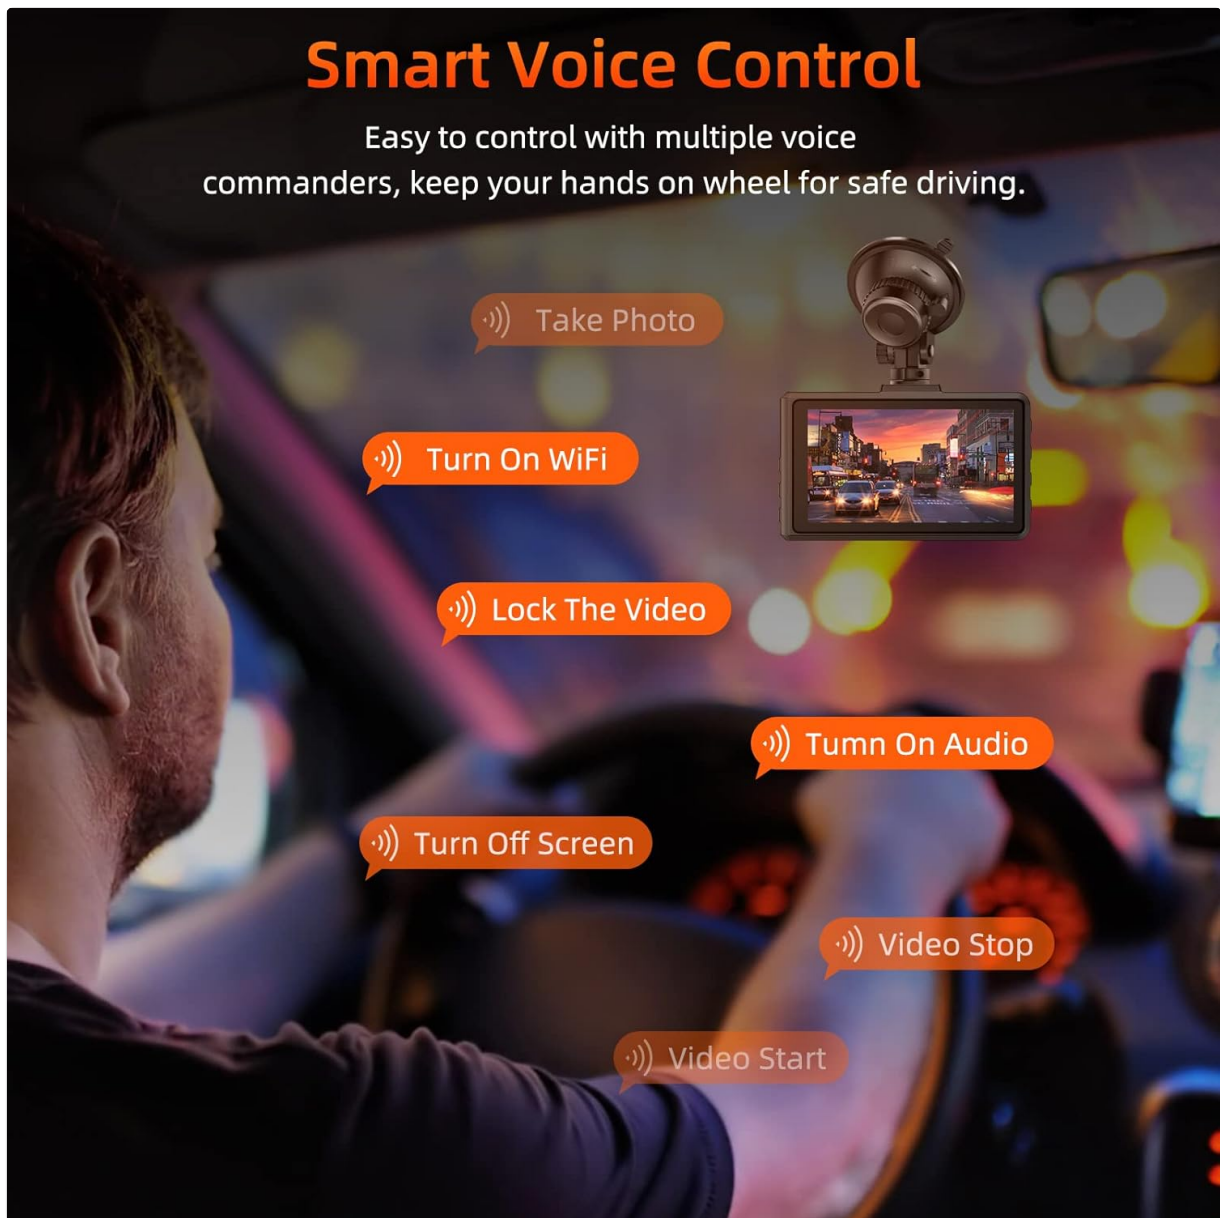 Smart Voice Control
Easy to control with multiple voice
commanders, keep your hands on wheel for safe driving.
Take Photo
Turn On WiFi
Lock The Video
Tumn On Audio
Turn Off Screen
Video Stop
Video Start